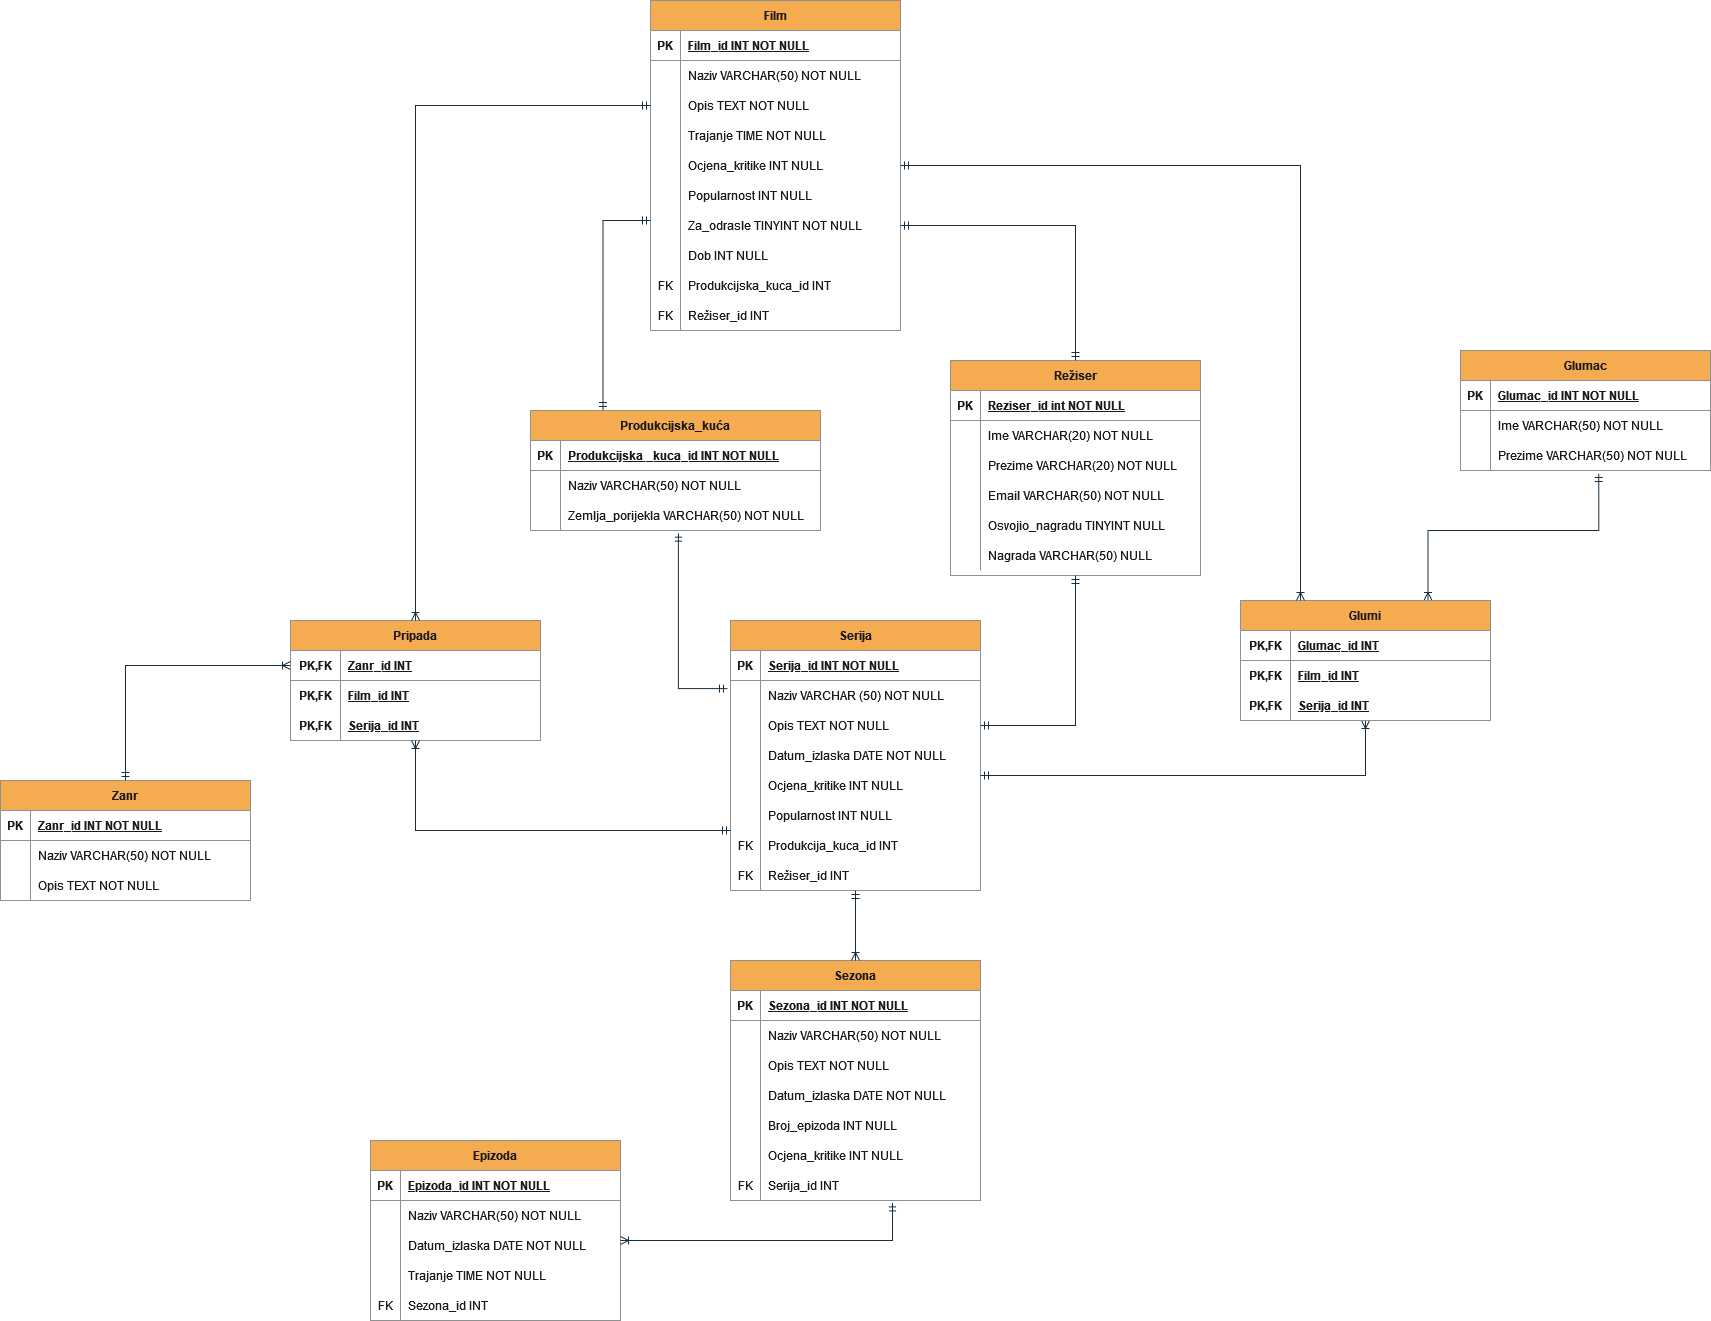 Film
PK Film_id INT NOT NULL
Naziv VARCHAR(50) NOT NULL
Opis TEXT NOT NULL
Trajanje TIME NOT NULL
Ocjena_kritike INT NULL
Popularnost INT NULL
Za_odrasle TINYINT NOT NULL
Dob INT NULL
FK Produkcijska_kuca_id INT
FK Režiser_id INT
Režiser
PK Reziser_id int NOT NULL
Ime VARCHAR(20) NOT NULL
Prezime VARCHAR(20) NOT NULL
Email VARCHAR(50) NOT NULL
Osvojio_nagradu TINYINT NULL
Nagrada VARCHAR(50) NULL
Glumac
PK Glumac_id INT NOT NULL
Ime VARCHAR(50) NOT NULL
Prezime VARCHAR(50) NOT NULL
Produkcijska_kuća
PK Produkcijska_ kuca_id INT NOT NULL
Naziv VARCHAR(50) NOT NULL
Zemlja_porijekla VARCHAR(50) NOT NULL
Glumi
PK,FK Glumac_id INT
PK,FK Film_id INT
PK,FK Serija_id INT
Pripada
PK,FK Zanr_id INT
PK,FK Film_id INT
PK,FK Serija_id INT
Serija
PK Serija_id INT NOT NULL
Naziv VARCHAR (50) NOT NULL
Opis TEXT NOT NULL
Datum_izlaska DATE NOT NULL
Ocjena_kritike INT NULL
Popularnost INT NULL
FK Produkcija_kuca_id INT
FK Režiser_id INT
Zanr
PK Zanr_id INT NOT NULL
Naziv VARCHAR(50) NOT NULL
Opis TEXT NOT NULL
Sezona
PK Sezona_id INT NOT NULL
Naziv VARCHAR(50) NOT NULL
Opis TEXT NOT NULL
Datum_izlaska DATE NOT NULL
Broj_epizoda INT NULL
Ocjena_kritike INT NULL
FK Serija_id INT
Epizoda
PK Epizoda_id INT NOT NULL
Naziv VARCHAR(50) NOT NULL
Datum_izlaska DATE NOT NULL
Trajanje TIME NOT NULL
FK Sezona_id INT